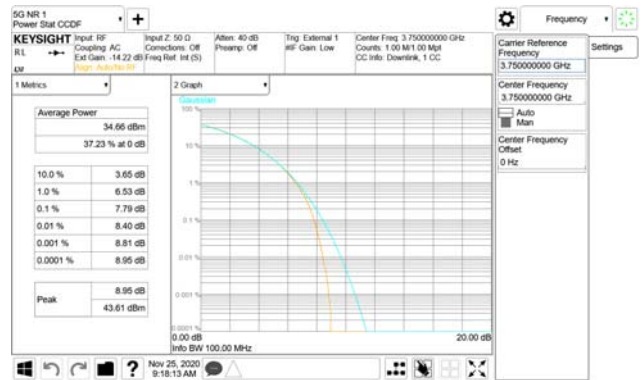 5G NR 1
Power Stat CCDF
Frequency
KEYSIGHT
RL
Input: RF
Coupling: AC
Ext Gain: -14.22 dB
Align: Auto/No RF
Input Z: 50 Ω
Corrections: Off
Freq Ref: Int (S)
Atten: 40 dB
Preamp: Off
Trig: External 1
#IF Gain: Low
Center Freq: 3.750000000 GHz
Counts: 1.00 M/1.00 Mpt
CC Info: Downlink, 1 CC
Carrier Reference
Frequency
3.750000000 GHz
Settings
Center Frequency
3.750000000 GHz
Auto
Man
Center Frequency
Offset
0 Hz
1 Metrics
Average Power
34.66 dBm
37.23 % at 0 dB
10.0 % 3.65 dB
1.0 % 6.53 dB
0.1 % 7.79 dB
0.01 % 8.40 dB
0.001 % 8.81 dB
0.0001 % 8.95 dB
Peak
8.95 dB
43.61 dBm
2 Graph
Gaussian
100 %
10 %
1 %
0.1 %
0.01 %
0.001 %
0.0001 %
0.00 dB
20.00 dB
Info BW 100.00 MHz
Nov 25, 2020
9:18:13 AM